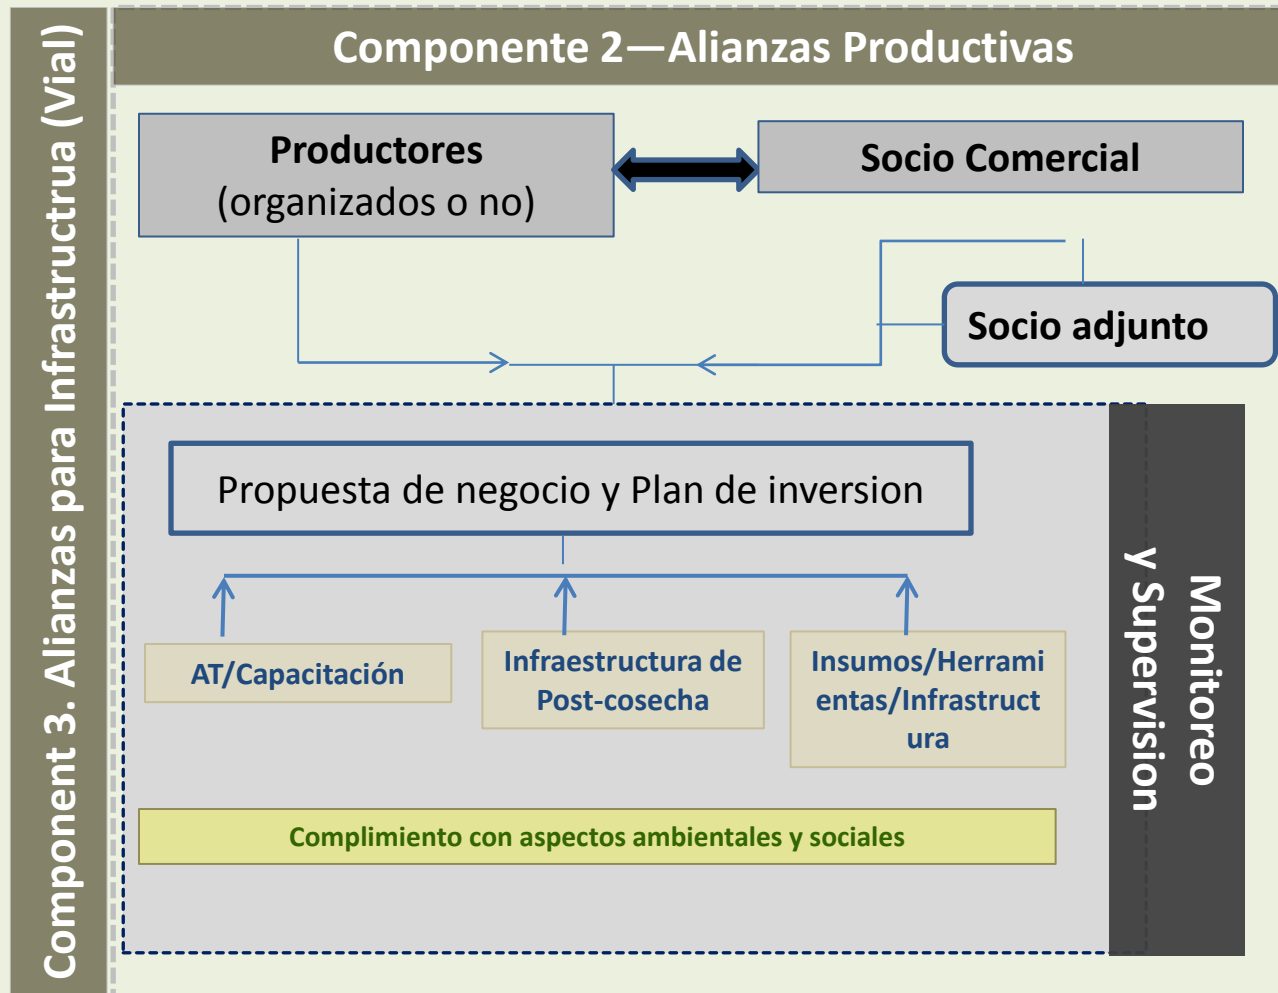 Componente 2—Alianzas Productivas
Component 3. Alianzas para Infrastructrua (Vial)
Productores
(organizados o no)
Socio Comercial
Socio adjunto
Propuesta de negocio y Plan de inversion
AT/Capacitación
Infraestructura de
Post-cosecha
Insumos/Herrami
entas/Infrastruct
ura
Complimiento con aspectos ambientales y sociales
Monitoreo
y Supervision